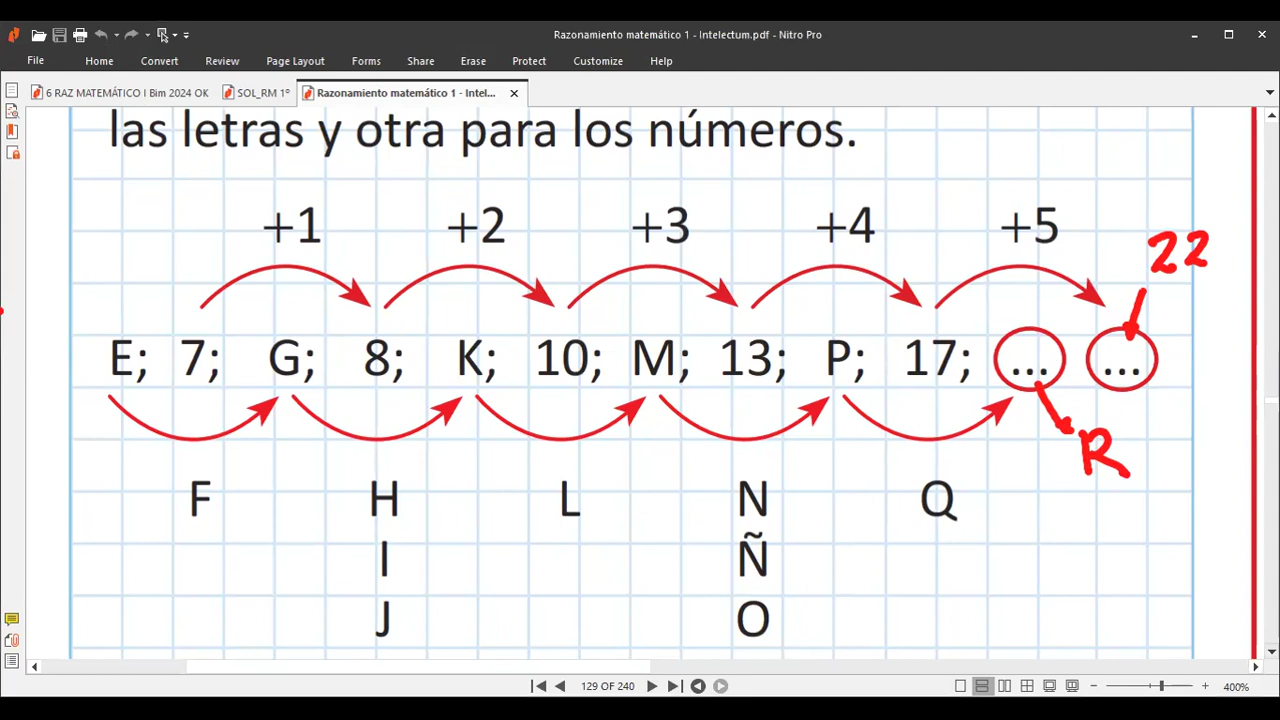 Razonamiento matemático 1 - Intelectum.pdf - Nitro Pro
File Home Convert Review Page Layout Forms Share Erase Protect Customize Help
6 RAZ MATEMÁTICO I Bim 2024 OK SOL_RM 1º Razonamiento matemático 1 - Intel...
las letras y otra para los números.
+1 +2 +3 +4 +5
22
E; 7; G; 8; K; 10; M; 13; P; 17; ... ...
R
F H L N Q
I Ñ
J O
129 OF 240
400%